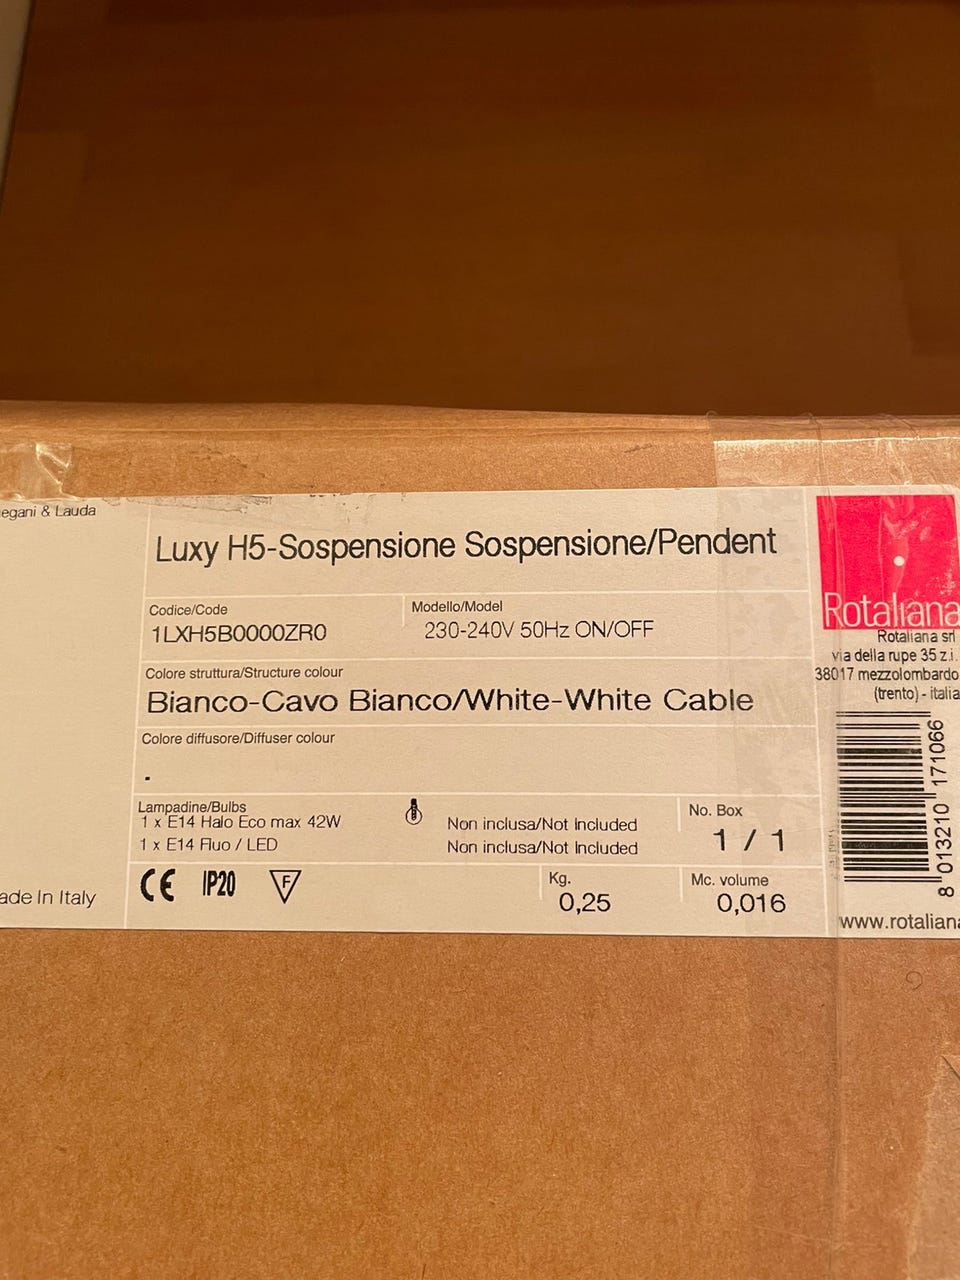 egani & Lauda
Luxy H5-Sospensione Sospensione/Pendent
Codice/Code
1LXH5B0000ZR0
Modello/Model
230-240V 50Hz ON/OFF
Colore struttura/Structure colour
Bianco-Cavo Bianco/White-White Cable
Colore diffusore/Diffuser colour
-
Lampadine/Bulbs
1 x E14 Halo Eco max 42W
1 x E14 Fluo / LED
Non inclusa/Not Included
Non inclusa/Not Included
No. Box
1 / 1
CE IP20 F
Kg.
0,25
Mc. volume
0,016
ade In Italy
Rotaliana
Rotaliana srl
via della rupe 35 z.i.
38017 mezzolombardo
(trento) - italia
8 013210 171066
www.rotaliana